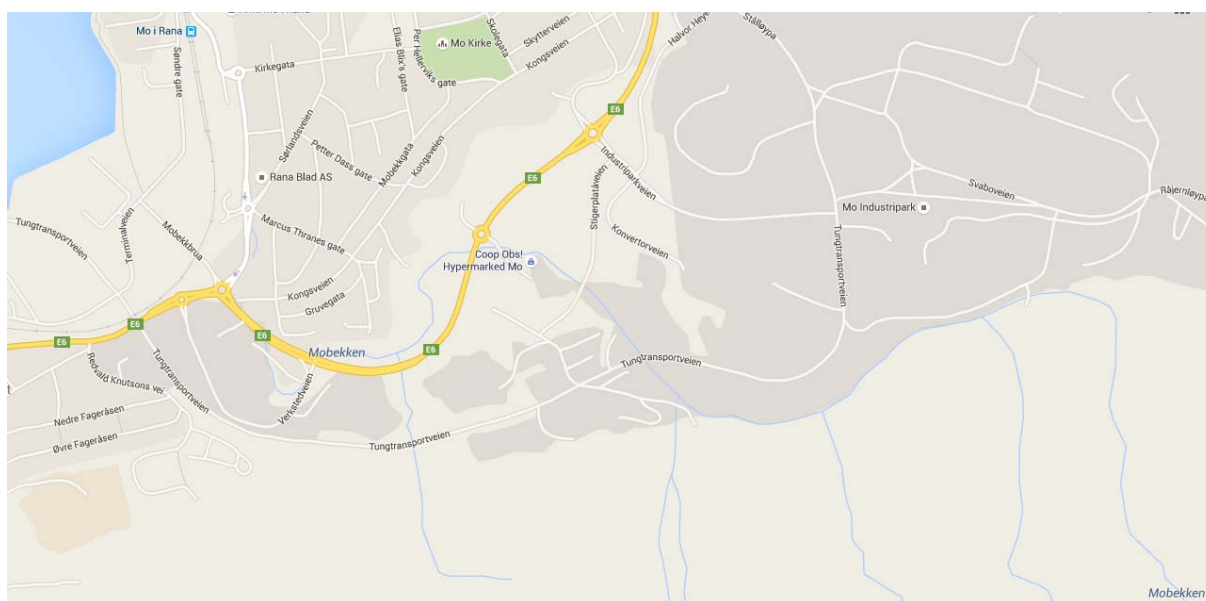 Mo i Rana
Søndre gate
Kirkegata
Elias Blix's gate
Per Hellerviks gate
Mo Kirke
Skolegata
Skytterveien
Kongsveien
Halvor Heye
Ståløypa
E6
Sørlandsveien
Petter Dass gate
Mobekkgata
Kongsveien
Rana Blad AS
Industriparkveien
E6
Stigerplatåveien
Svaboveien
Råjernløypa
Mo Industripark
Tungtransportveien
Terminalveien
Mobekkbrua
Marcus Thranes gate
Konvertorveien
Tungtransportveien
Coop Obs!
Hypermarked Mo
Kongsveien
Gruvegata
E6
E6
E6
E6
Mobekken
Redvald Knutsons vei
Tungtransportveien
Verkstedveien
Tungtransportveien
Nedre Fageråsen
Øvre Fageråsen
Tungtransportveien
Mobekken